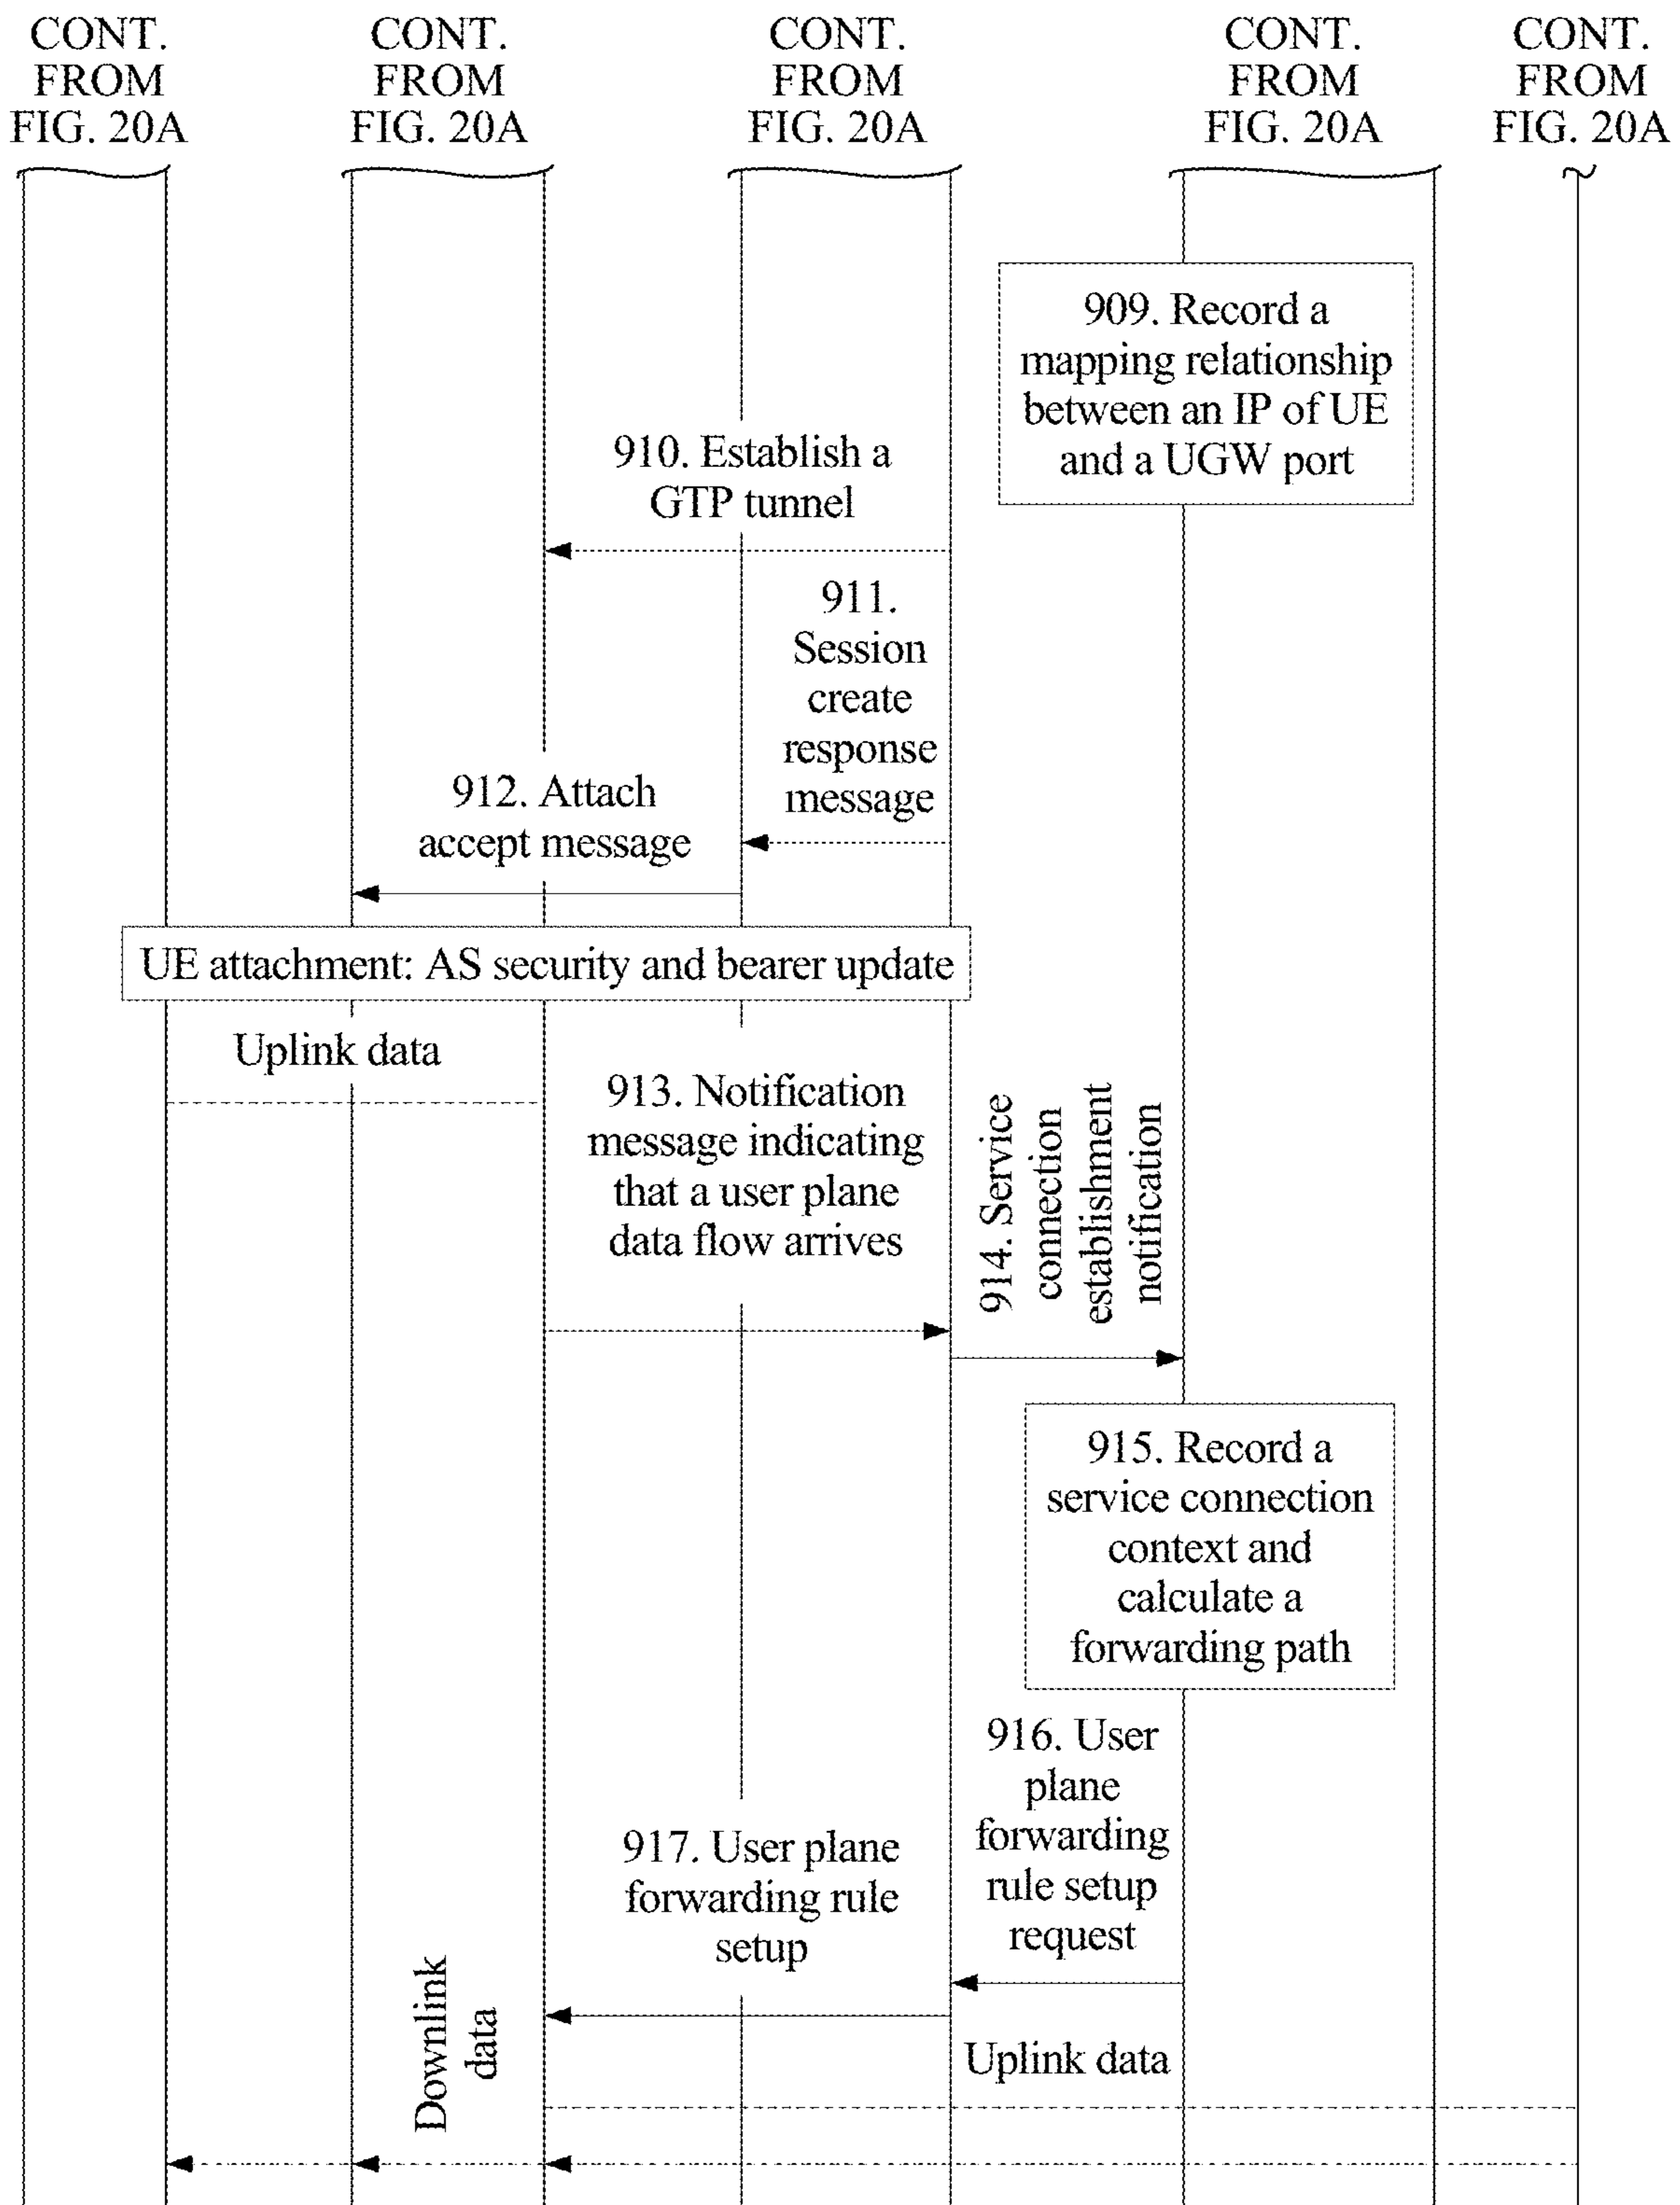 CONT.
FROM
FIG. 20A
CONT.
FROM
FIG. 20A
CONT.
FROM
FIG. 20A
CONT.
FROM
FIG. 20A
CONT.
FROM
FIG. 20A
909. Record a
mapping relationship
between an IP of UE
and a UGW port
910. Establish a
GTP tunnel
911.
Session
create
response
message
912. Attach
accept message
UE attachment: AS security and bearer update
Uplink data
913. Notification
message indicating
that a user plane
data flow arrives
914. Service
connection
establishment
notification
915. Record a
service connection
context and
calculate a
forwarding path
916. User
plane
forwarding
rule setup
request
917. User plane
forwarding rule
setup
Downlink
data
Uplink data